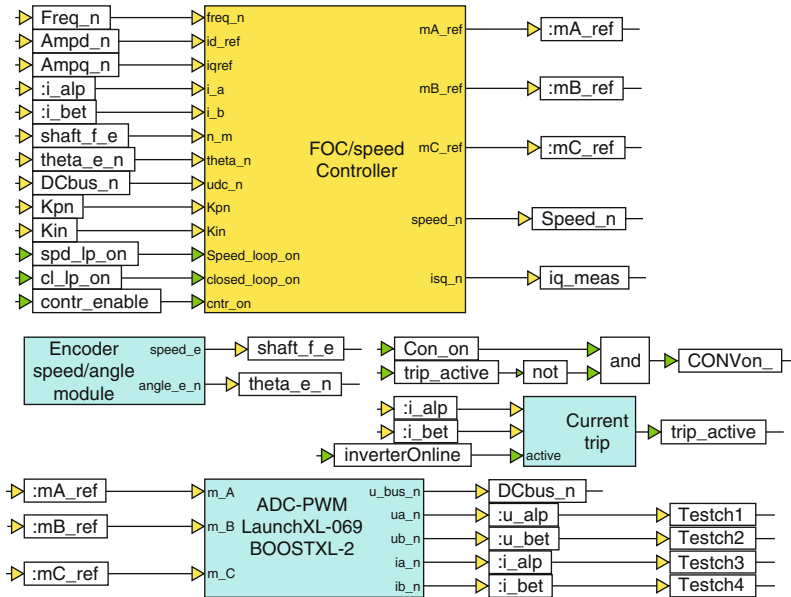 Freq_n freq_n
Ampd_n id_ref
Ampq_n iqref
:i_alp i_a
:i_bet i_b
shaft_f_e n_m
theta_e_n theta_n
DCbus_n udc_n
Kpn Kpn
Kin Kin
spd_lp_on Speed_loop_on
cl_lp_on closed_loop_on
contr_enable cntr_on
FOC/speed
Controller
mA_ref :mA_ref
mB_ref :mB_ref
mC_ref :mC_ref
speed_n Speed_n
isq_n iq_meas
Encoder
speed/angle
module
speed_e shaft_f_e
angle_e_n theta_e_n
Con_on
trip_active not
and CONVon_
:i_alp
:i_bet
inverterOnline active
Current
trip
trip_active
:mA_ref m_A
:mB_ref m_B
:mC_ref m_C
ADC-PWM
LaunchXL-069
BOOSTXL-2
u_bus_n DCbus_n
ua_n :u_alp Testch1
ub_n :u_bet Testch2
ia_n :i_alp Testch3
ib_n :i_bet Testch4